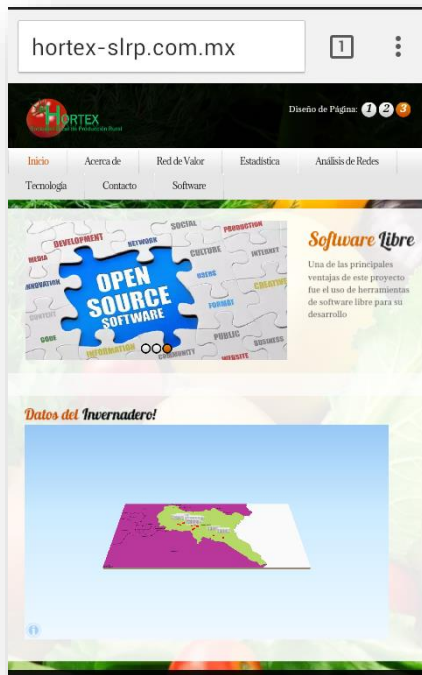 hortex-slrp.com.mx
1
HORTEX
Diseño de Página: 1 2 3
Inicio Acerca de Red de Valor Estadística Análisis de Redes
Tecnología Contacto Software
SOCIAL
PRODUCTION
DEVELOPMENT
NETWORK
MEDIA
CULTURE
INTERNET
INNOVATION
USERS
CREATIVE
OPEN
SOURCE
SOFTWARE
CONTENT
FORMAT
CODE
PUBLIC
BUSINESS
INFORMATION
COMMUNITY
WEBSITE
Software Libre
Una de las principales
ventajas de este proyecto
fue el uso de herramientas
de software libre para su
desarrollo
Datos del Invernadero!